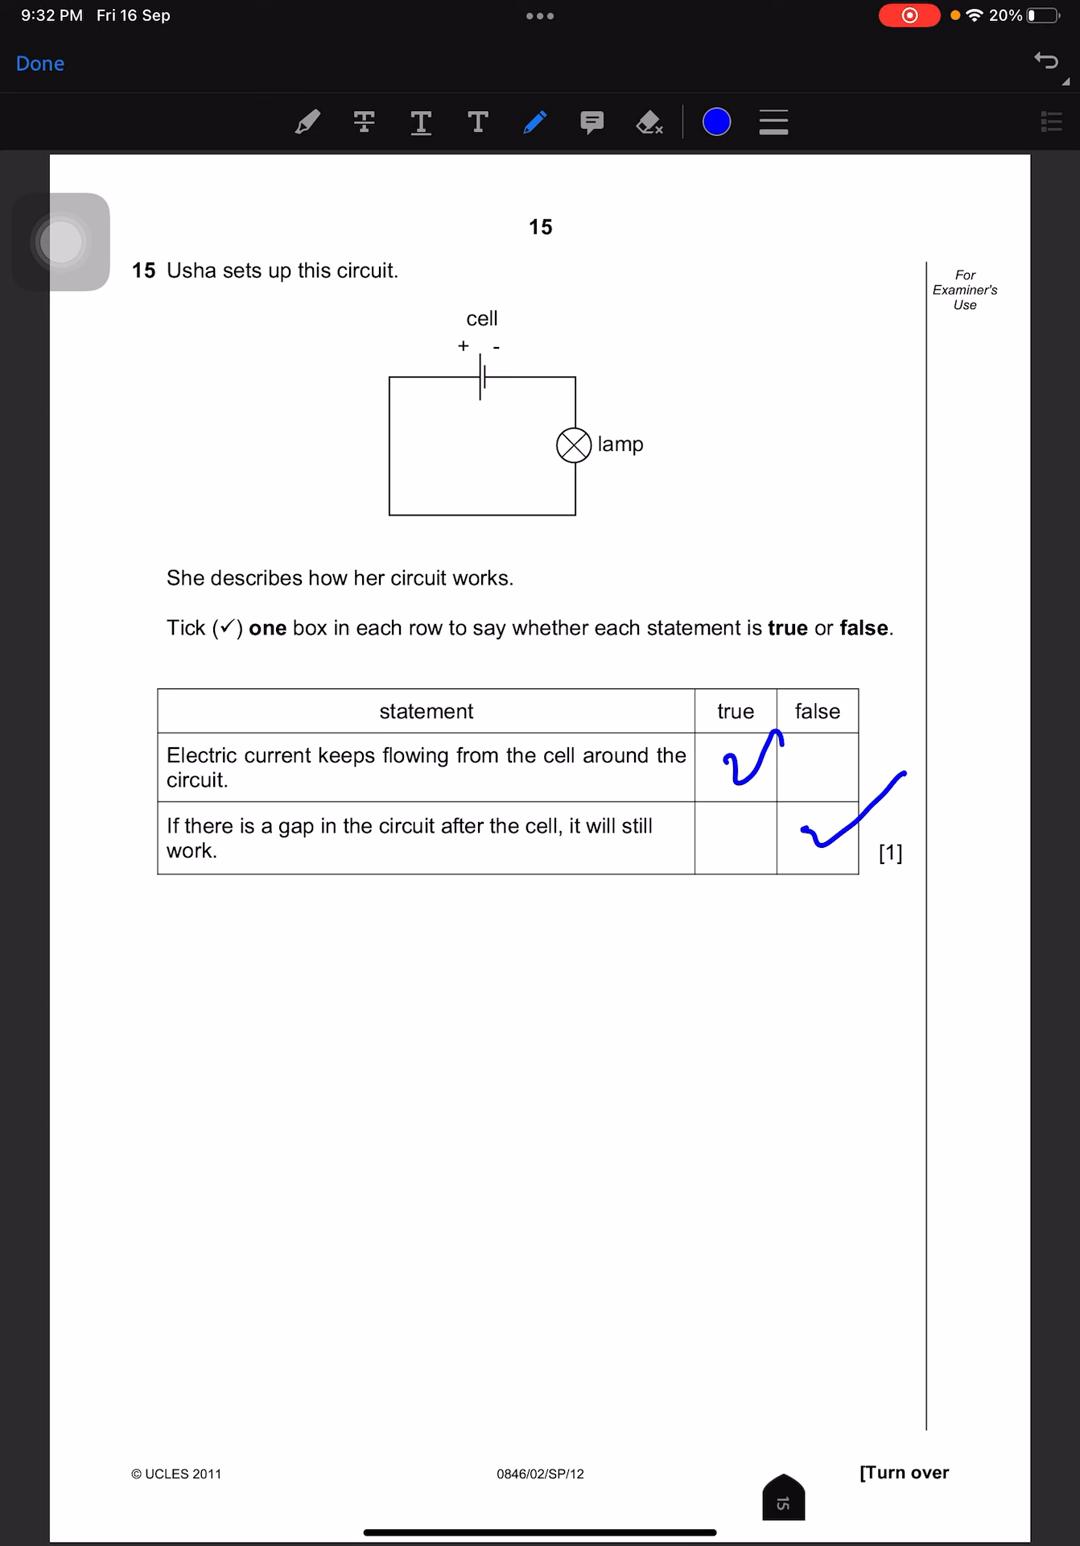 9:32 PM Fri 16 Sep
20%
Done
15
15 Usha sets up this circuit.
For
Examiner's
Use
cell
+ -
lamp
She describes how her circuit works.
Tick (✓) one box in each row to say whether each statement is true or false.
statement true false
Electric current keeps flowing from the cell around the
circuit. ✓
If there is a gap in the circuit after the cell, it will still
work. ✓
[1]
© UCLES 2011 0846/02/SP/12 [Turn over
15